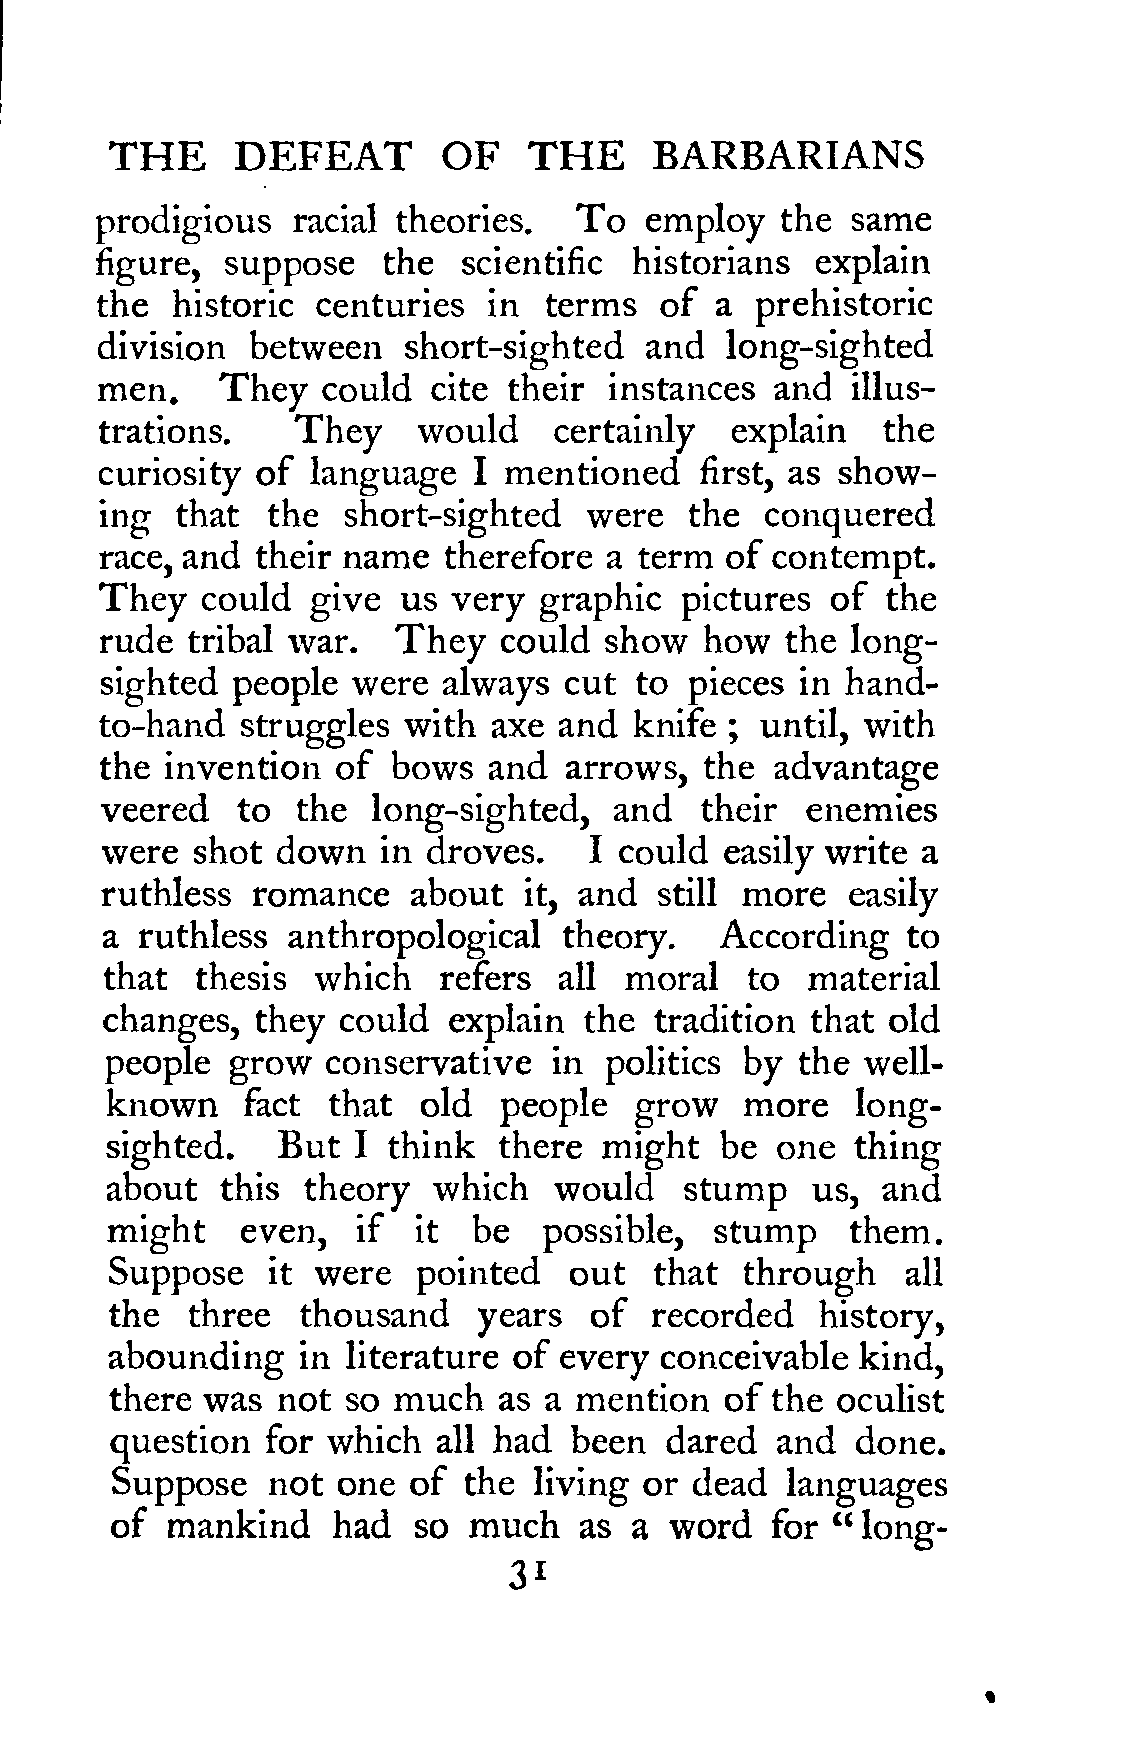 THE DEFEAT OF THE BARBARIANS
prodigious racial theories. To employ the same
figure, suppose the scientific historians explain
the historic centuries in terms of a prehistoric
division between short-sighted and long-sighted
men. They could cite their instances and illus-
trations. They would certainly explain the
curiosity of language I mentioned first, as show-
ing that the short-sighted were the conquered
race, and their name therefore a term of contempt.
They could give us very graphic pictures of the
rude tribal war. They could show how the long-
sighted people were always cut to pieces in hand-
to-hand struggles with axe and knife ; until, with
the invention of bows and arrows, the advantage
veered to the long-sighted, and their enemies
were shot down in droves. I could easily write a
ruthless romance about it, and still more easily
a ruthless anthropological theory. According to
that thesis which refers all moral to material
changes, they could explain the tradition that old
people grow conservative in politics by the well-
known fact that old people grow more long-
sighted. But I think there might be one thing
about this theory which would stump us, and
might even, if it be possible, stump them.
Suppose it were pointed out that through all
the three thousand years of recorded history,
abounding in literature of every conceivable kind,
there was not so much as a mention of the oculist
question for which all had been dared and done.
Suppose not one of the living or dead languages
of mankind had so much as a word for “long-
31